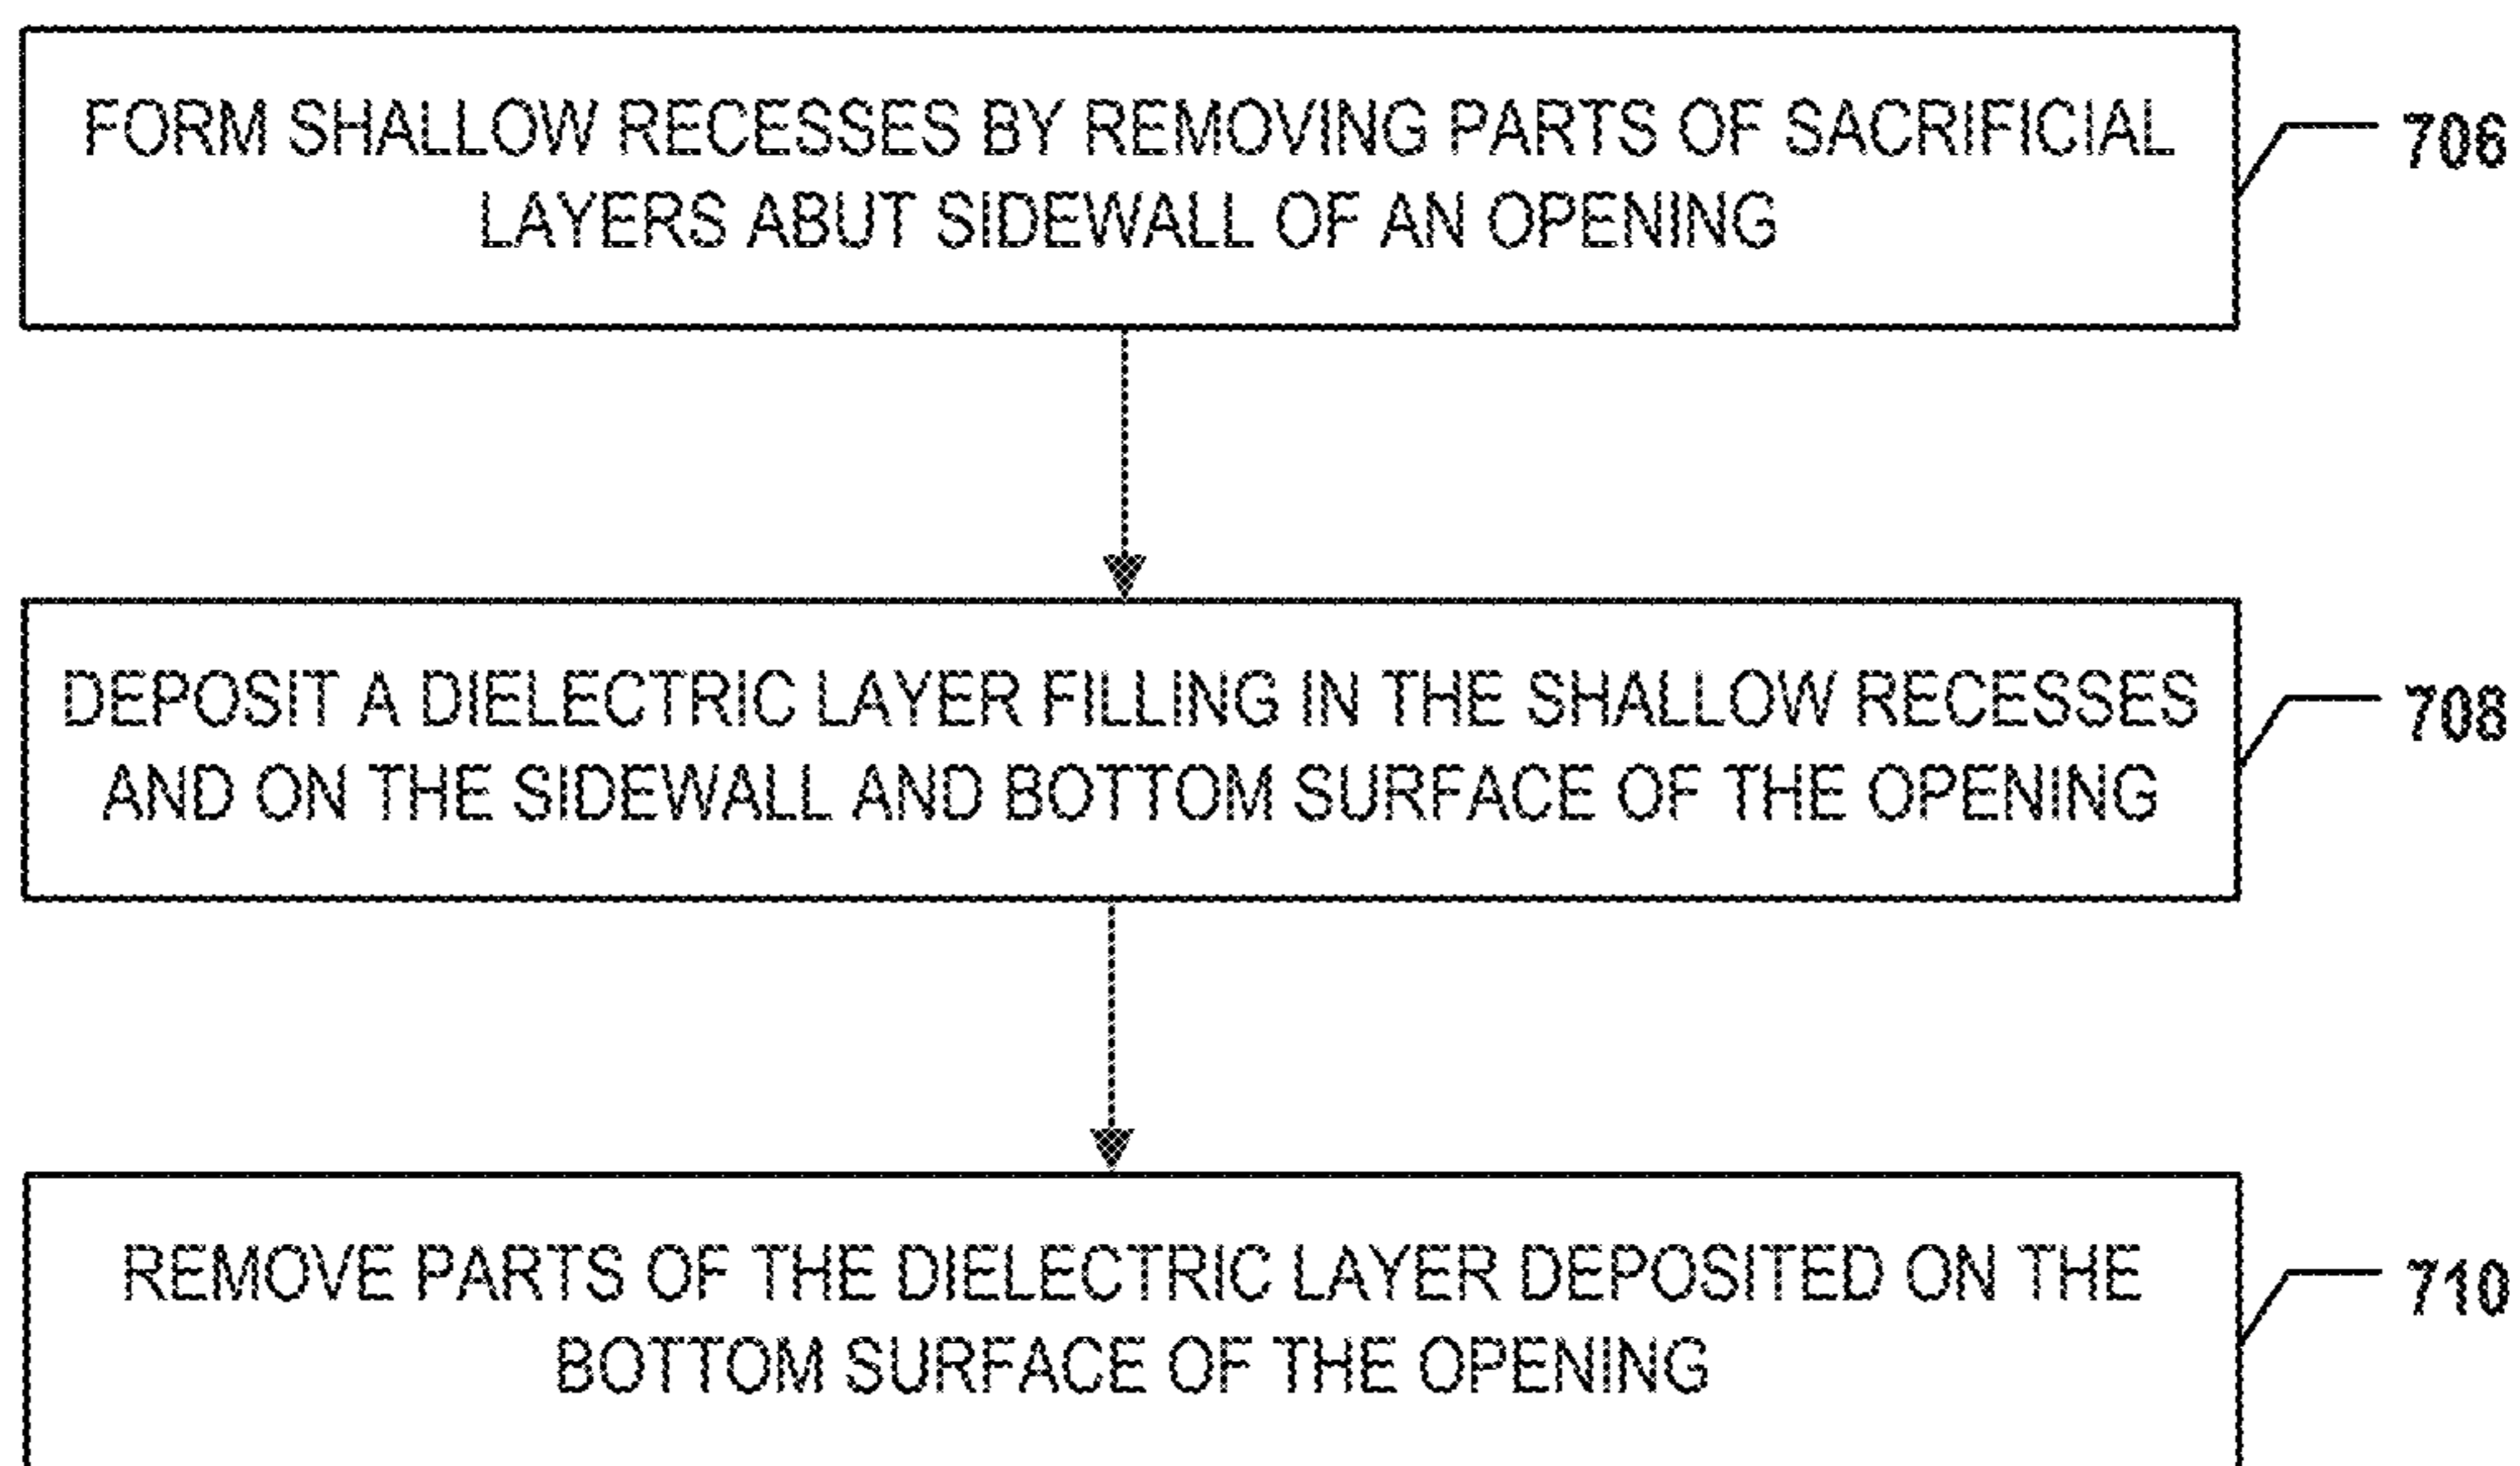 FORM SHALLOW RECESSES BY REMOVING PARTS OF SACRIFICIAL
LAYERS ABUT SIDEWALL OF AN OPENING
706
DEPOSIT A DIELECTRIC LAYER FILLING IN THE SHALLOW RECESSES
AND ON THE SIDEWALL AND BOTTOM SURFACE OF THE OPENING
708
REMOVE PARTS OF THE DIELECTRIC LAYER DEPOSITED ON THE
BOTTOM SURFACE OF THE OPENING
710